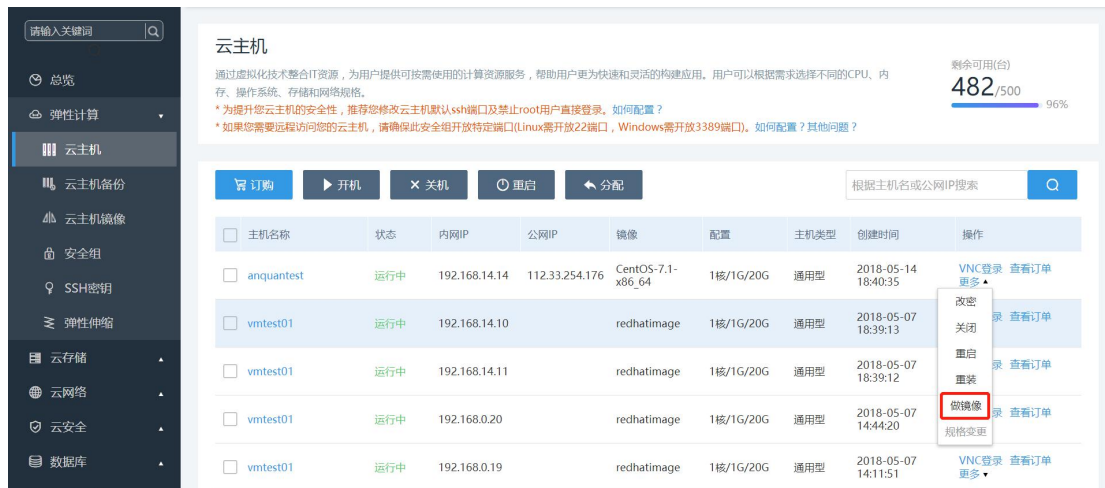 请输入关键词
总览
弹性计算
云主机
云主机备份
云主机镜像
安全组
SSH密钥
弹性伸缩
云存储
云网络
云安全
数据库
云主机
通过虚拟化技术整合IT资源，为用户提供可按需使用的计算资源服务，帮助用户更为快速和灵活的构建应用。用户可以根据需求选择不同的CPU、内
存、操作系统、存储和网络规格。
* 为提升您云主机的安全性，推荐您修改云主机默认ssh端口及禁止root用户直接登录。如何配置？
* 如果您需要远程访问您的云主机，请确保此安全组开放特定端口(Linux需开放22端口，Windows需开放3389端口)。如何配置？其他问题？
剩余可用(台)
482/500
96%
订购 开机 关机 重启 分配 根据主机名或公网IP搜索
主机名称 状态 内网IP 公网IP 镜像 配置 主机类型 创建时间 操作
anquantest 运行中 192.168.14.14 112.33.254.176 CentOS-7.1-x86_64 1核/1G/20G 通用型 2018-05-14 18:40:35 VNC登录 查看订单 更多
vmtest01 运行中 192.168.14.10 redhatimage 1核/1G/20G 通用型 2018-05-07 18:39:13 录 查看订单
vmtest01 运行中 192.168.14.11 redhatimage 1核/1G/20G 通用型 2018-05-07 18:39:12 录 查看订单
vmtest01 运行中 192.168.0.20 redhatimage 1核/1G/20G 通用型 2018-05-07 14:44:20 录 查看订单
vmtest01 运行中 192.168.0.19 redhatimage 1核/1G/20G 通用型 2018-05-07 14:11:51 VNC登录 查看订单 更多
改密
关闭
重启
重装
做镜像
规格变更